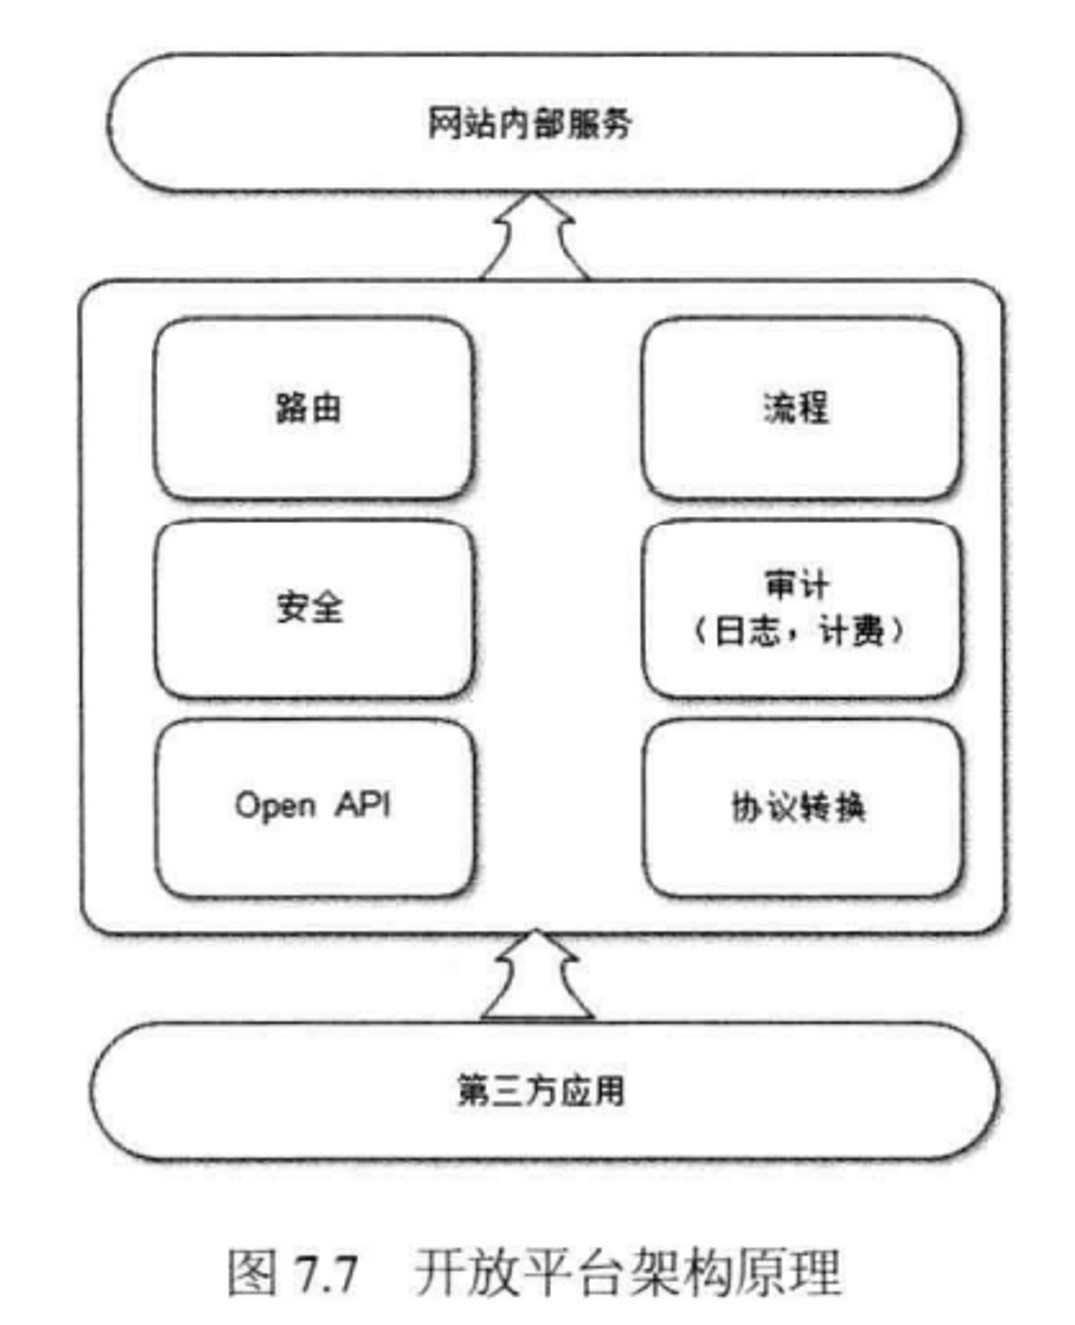 网站内部服务
路由
流程
安全
审计
（日志，计费）
Open API
协议转换
第三方应用
图 7.7 开放平台架构原理